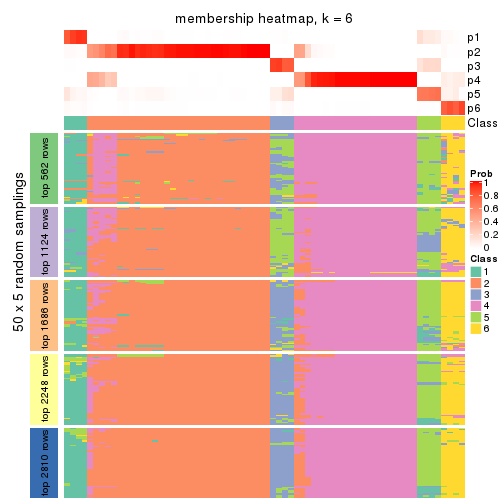 membership heatmap, k = 6
p1
p2
p3
p4
p5
p6
Class
50 x 5 random samplings
top 562 rows
top 1124 rows
top 1686 rows
top 2248 rows
top 2810 rows
Prob
1
0.8
0.6
0.4
0.2
0
Class
1
2
3
4
5
6